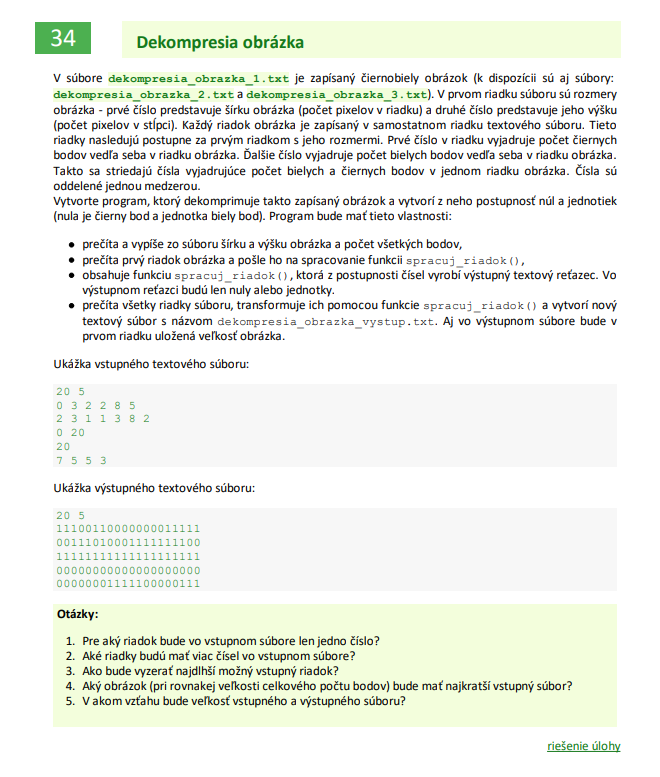 34
Dekompresia obrázka
V súbore dekompresia_obrazka_1.txt je zapísaný čiernobiely obrázok (k dispozícii sú aj súbory:
dekompresia_obrazka_2.txt a dekompresia_obrazka_3.txt). V prvom riadku súboru sú rozmery
obrázka - prvé číslo predstavuje šírku obrázka (počet pixelov v riadku) a druhé číslo predstavuje jeho výšku
(počet pixelov v stĺpci). Každý riadok obrázka je zapísaný v samostatnom riadku textového súboru. Tieto
riadky nasledujú postupne za prvým riadkom s jeho rozmermi. Prvé číslo v riadku vyjadruje počet čiernych
bodov vedľa seba v riadku obrázka. Ďalšie číslo vyjadruje počet bielych bodov vedľa seba v riadku obrázka.
Takto sa striedajú čísla vyjadrujúce počet bielych a čiernych bodov v jednom riadku obrázka. Čísla sú
oddelené jednou medzerou.
Vytvorte program, ktorý dekomprimuje takto zapísaný obrázok a vytvorí z neho postupnosť núl a jednotiek
(nula je čierny bod a jednotka biely bod). Program bude mať tieto vlastnosti:
● prečíta a vypíše zo súboru šírku a výšku obrázka a počet všetkých bodov,
● prečíta prvý riadok obrázka a pošle ho na spracovanie funkcii spracuj_riadok(),
● obsahuje funkciu spracuj_riadok(), ktorá z postupnosti čísel vyrobí výstupný textový reťazec. Vo
výstupnom reťazci budú len nuly alebo jednotky.
● prečíta všetky riadky súboru, transformuje ich pomocou funkcie spracuj_riadok() a vytvorí nový
textový súbor s názvom dekompresia_obrazka_vystup.txt. Aj vo výstupnom súbore bude v
prvom riadku uložená veľkosť obrázka.
Ukážka vstupného textového súboru:
20 5
0 3 2 2 8 5
2 3 1 1 3 8 2
0 20
20
7 5 5 3
Ukážka výstupného textového súboru:
20 5
11100110000000011111
00111010001111111100
11111111111111111111
00000000000000000000
00000001111100000111
Otázky:
1. Pre aký riadok bude vo vstupnom súbore len jedno číslo?
2. Aké riadky budú mať viac čísel vo vstupnom súbore?
3. Ako bude vyzerať najdlhší možný vstupný riadok?
4. Aký obrázok (pri rovnakej veľkosti celkového počtu bodov) bude mať najkratší vstupný súbor?
5. V akom vzťahu bude veľkosť vstupného a výstupného súboru?
riešenie úlohy